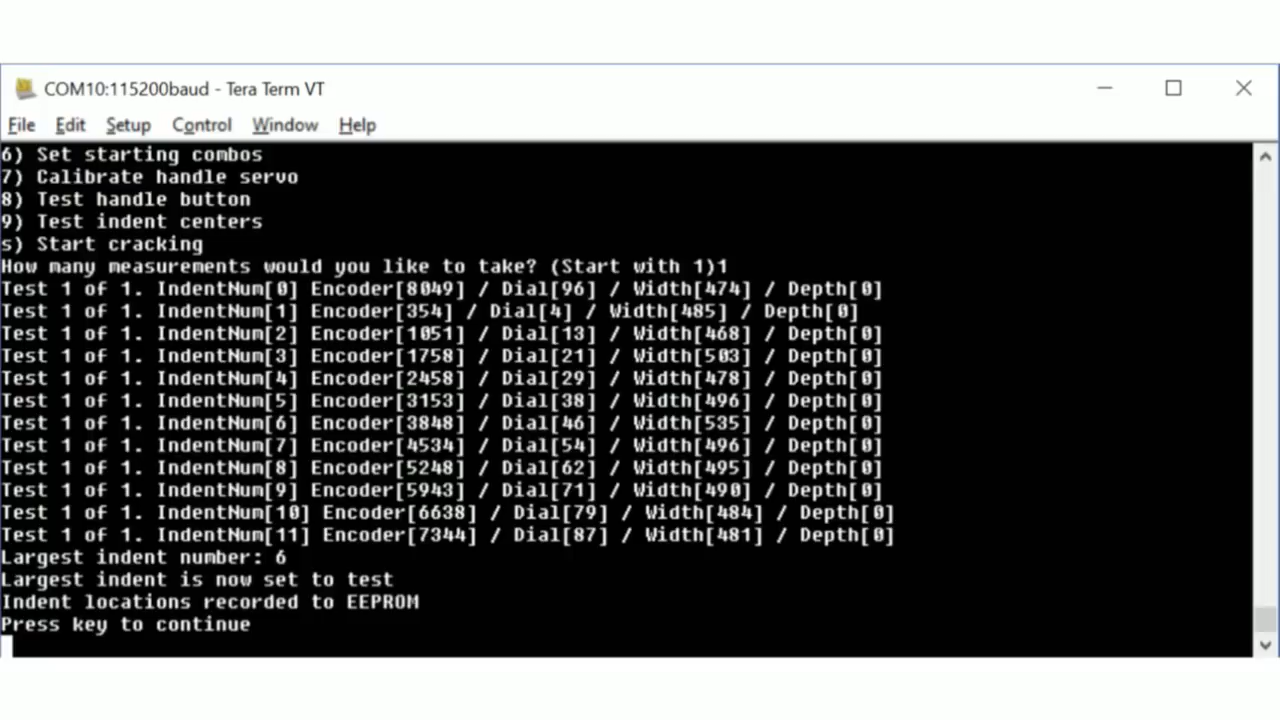 COM10:115200baud - Tera Term VT
File Edit Setup Control Window Help
6) Set starting combos
7) Calibrate handle servo
8) Test handle button
9) Test indent centers
s) Start cracking
How many measurements would you like to take? (Start with 1)1
Test 1 of 1. IndentNum[0] Encoder[8049] / Dial[96] / Width[474] / Depth[0]
Test 1 of 1. IndentNum[1] Encoder[354] / Dial[4] / Width[485] / Depth[0]
Test 1 of 1. IndentNum[2] Encoder[1051] / Dial[13] / Width[468] / Depth[0]
Test 1 of 1. IndentNum[3] Encoder[1758] / Dial[21] / Width[503] / Depth[0]
Test 1 of 1. IndentNum[4] Encoder[2458] / Dial[29] / Width[478] / Depth[0]
Test 1 of 1. IndentNum[5] Encoder[3153] / Dial[38] / Width[496] / Depth[0]
Test 1 of 1. IndentNum[6] Encoder[3848] / Dial[46] / Width[535] / Depth[0]
Test 1 of 1. IndentNum[7] Encoder[4534] / Dial[54] / Width[496] / Depth[0]
Test 1 of 1. IndentNum[8] Encoder[5248] / Dial[62] / Width[495] / Depth[0]
Test 1 of 1. IndentNum[9] Encoder[5943] / Dial[71] / Width[490] / Depth[0]
Test 1 of 1. IndentNum[10] Encoder[6638] / Dial[79] / Width[484] / Depth[0]
Test 1 of 1. IndentNum[11] Encoder[7344] / Dial[87] / Width[481] / Depth[0]
Largest indent number: 6
Largest indent is now set to test
Indent locations recorded to EEPROM
Press key to continue